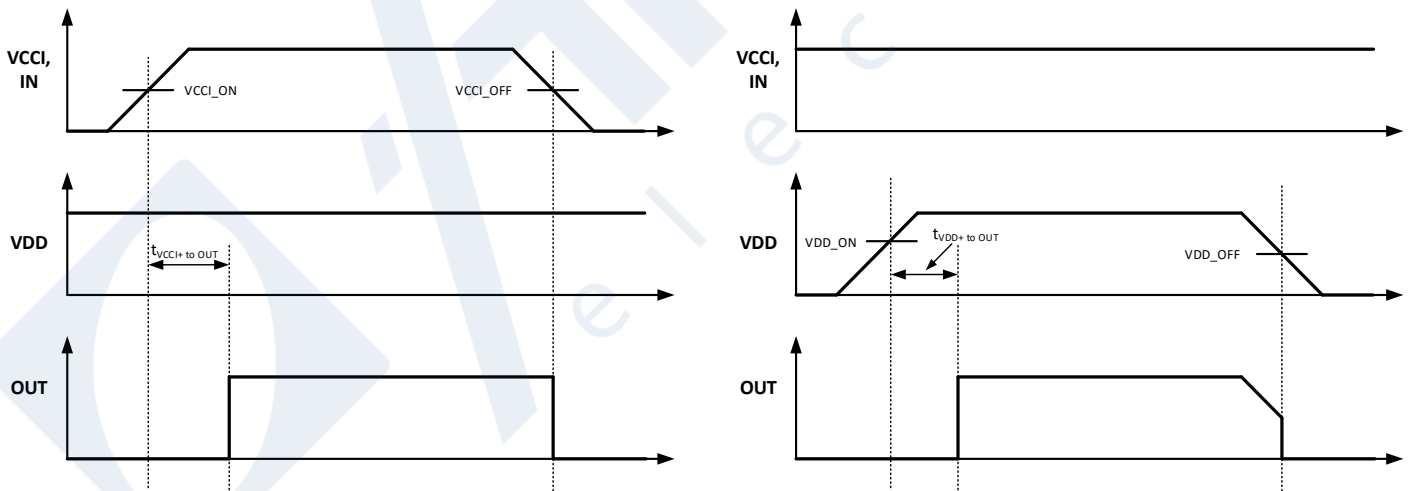 VCCI,
IN
VCCI_ON
VCCI_OFF
VDD
tVCCI+ to OUT
OUT
VCCI,
IN
VDD
VDD_ON
tVDD+ to OUT
VDD_OFF
OUT
e l e c